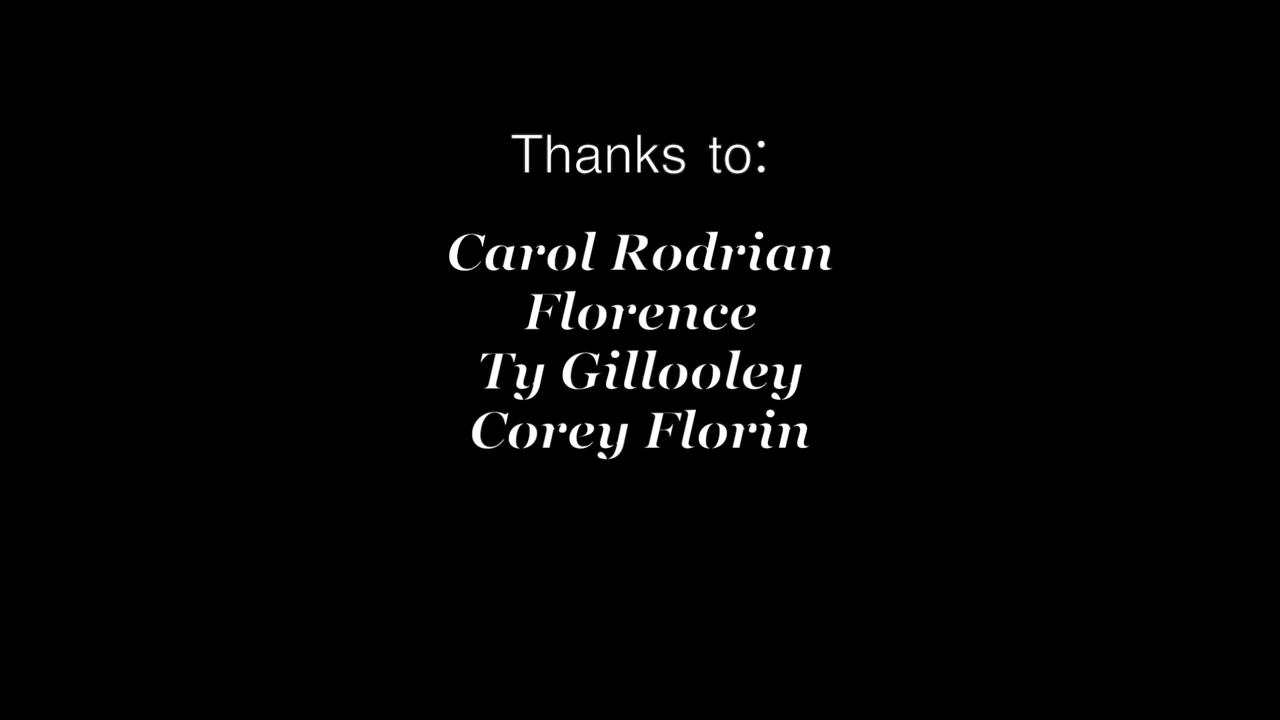 Thanks to:
Carol Rodrian
Florence
Ty Gillooley
Corey Florin